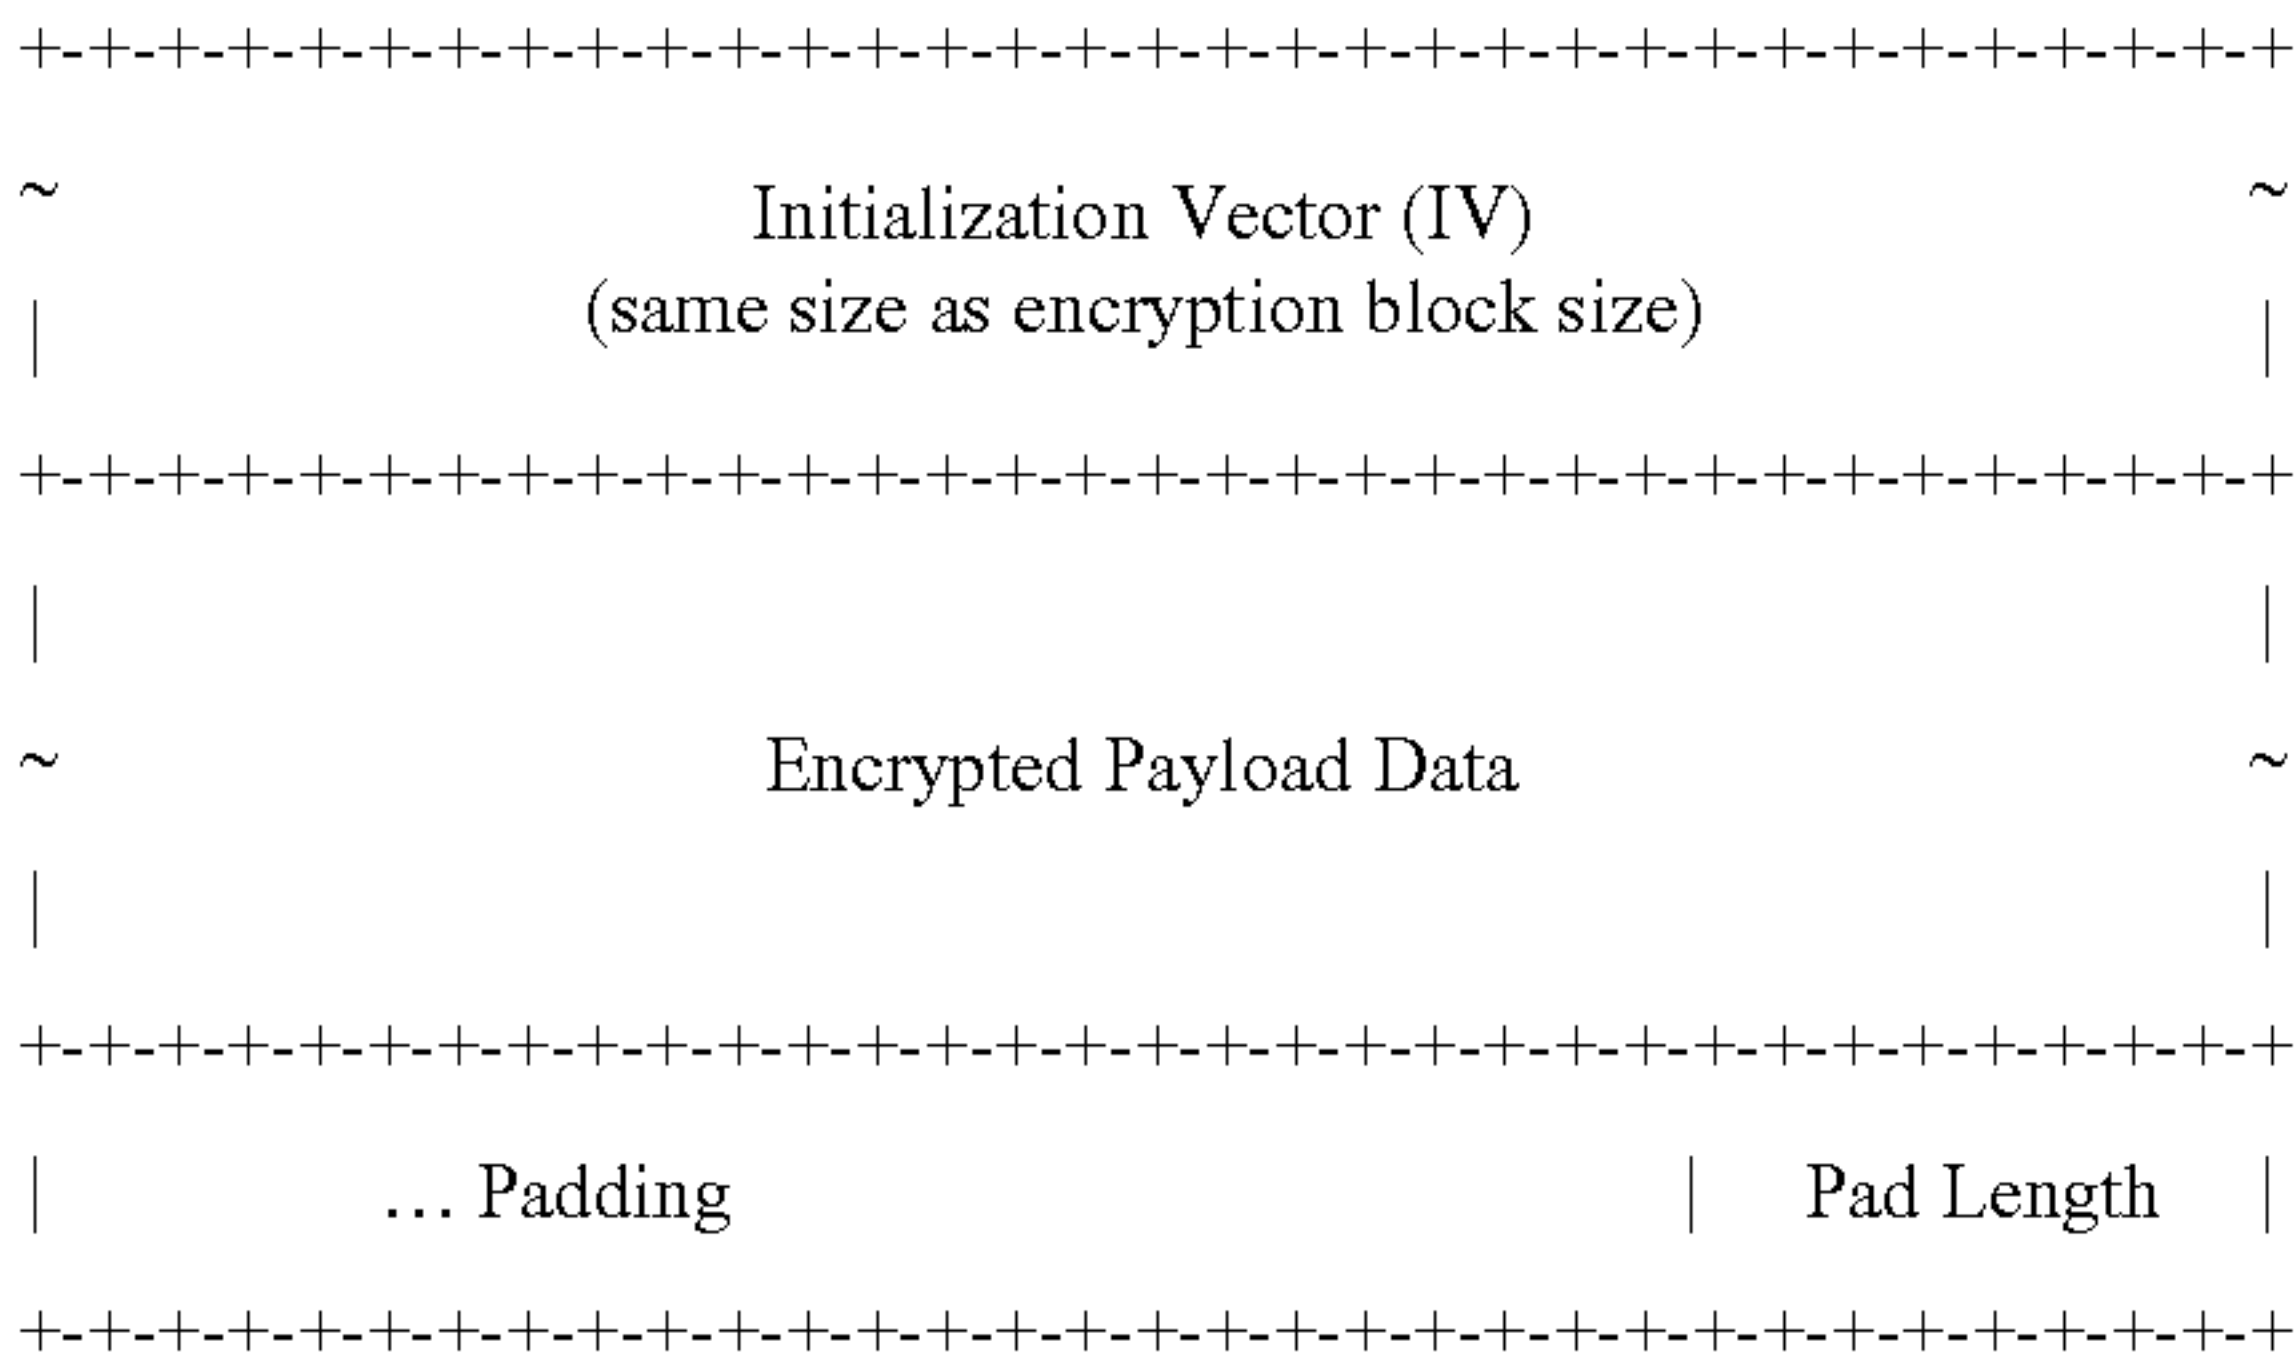 +-+-+-+-+-+-+-+-+-+-+-+-+-+-+-+-+-+-+-+-+-+-+-+-+-+-+-+-+-+-+-+-+-+
~ Initialization Vector (IV) ~
| (same size as encryption block size) |
+-+-+-+-+-+-+-+-+-+-+-+-+-+-+-+-+-+-+-+-+-+-+-+-+-+-+-+-+-+-+-+-+-+
| |
~ Encrypted Payload Data ~
| |
+-+-+-+-+-+-+-+-+-+-+-+-+-+-+-+-+-+-+-+-+-+-+-+-+-+-+-+-+-+-+-+-+-+
| ... Padding | Pad Length |
+-+-+-+-+-+-+-+-+-+-+-+-+-+-+-+-+-+-+-+-+-+-+-+-+-+-+-+-+-+-+-+-+-+